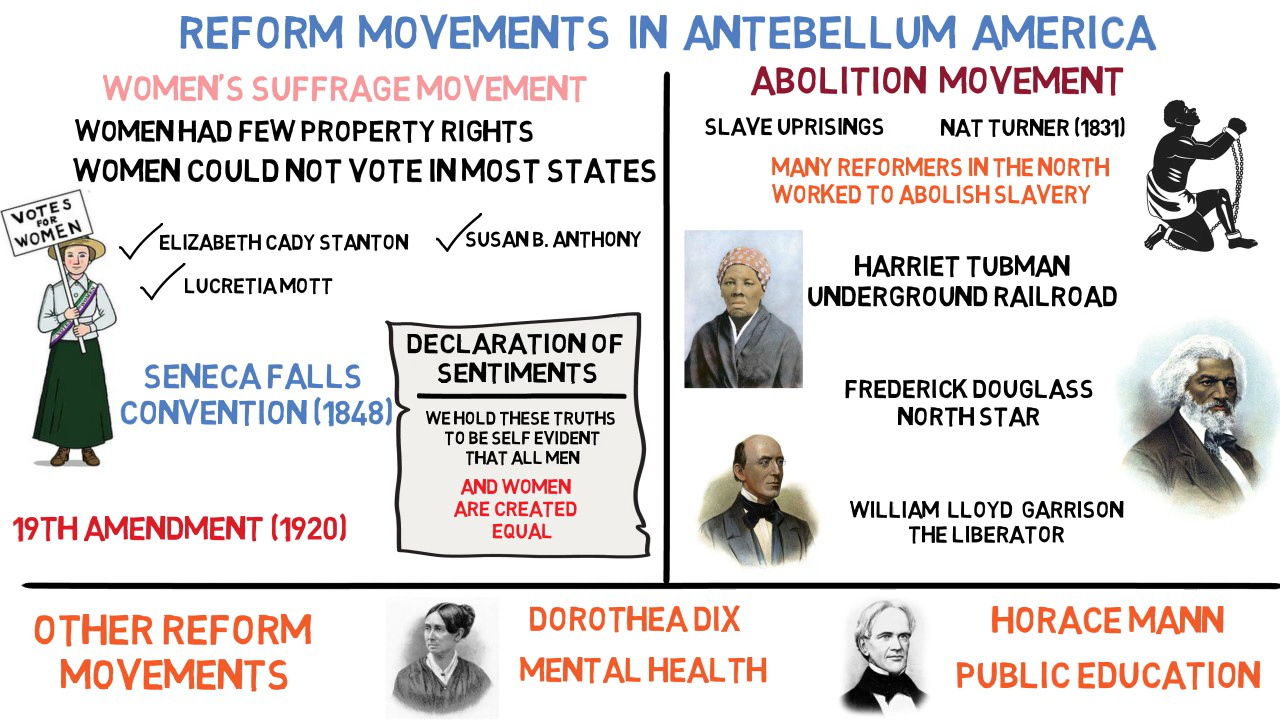 REFORM MOVEMENTS IN ANTEBELLUM AMERICA
WOMEN'S SUFFRAGE MOVEMENT
WOMEN HAD FEW PROPERTY RIGHTS
WOMEN COULD NOT VOTE IN MOST STATES
VOTES
FOR
WOMEN
ELIZABETH CADY STANTON
SUSAN B. ANTHONY
LUCRETIA MOTT
SENECA FALLS
CONVENTION (1848)
DECLARATION OF
SENTIMENTS
WE HOLD THESE TRUTHS
TO BE SELF EVIDENT
THAT ALL MEN
AND WOMEN
ARE CREATED
EQUAL
19TH AMENDMENT (1920)
ABOLITION MOVEMENT
SLAVE UPRISINGS
NAT TURNER (1831)
MANY REFORMERS IN THE NORTH
WORKED TO ABOLISH SLAVERY
HARRIET TUBMAN
UNDERGROUND RAILROAD
FREDERICK DOUGLASS
NORTH STAR
WILLIAM LLOYD GARRISON
THE LIBERATOR
OTHER REFORM
MOVEMENTS
DOROTHEA DIX
MENTAL HEALTH
HORACE MANN
PUBLIC EDUCATION